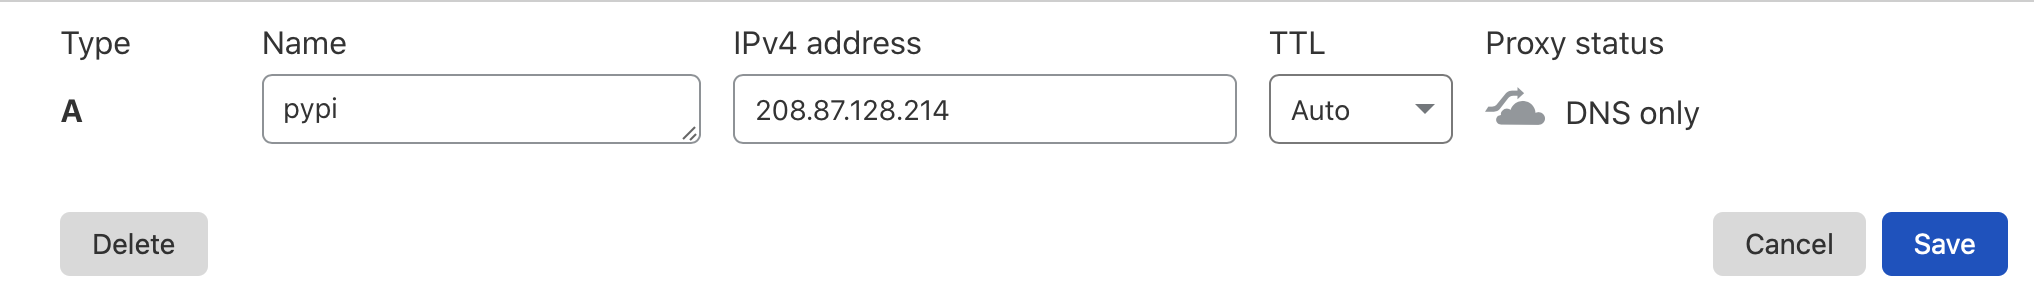 Type Name IPv4 address TTL Proxy status
A pypi 208.87.128.214 Auto DNS only
Delete Cancel Save